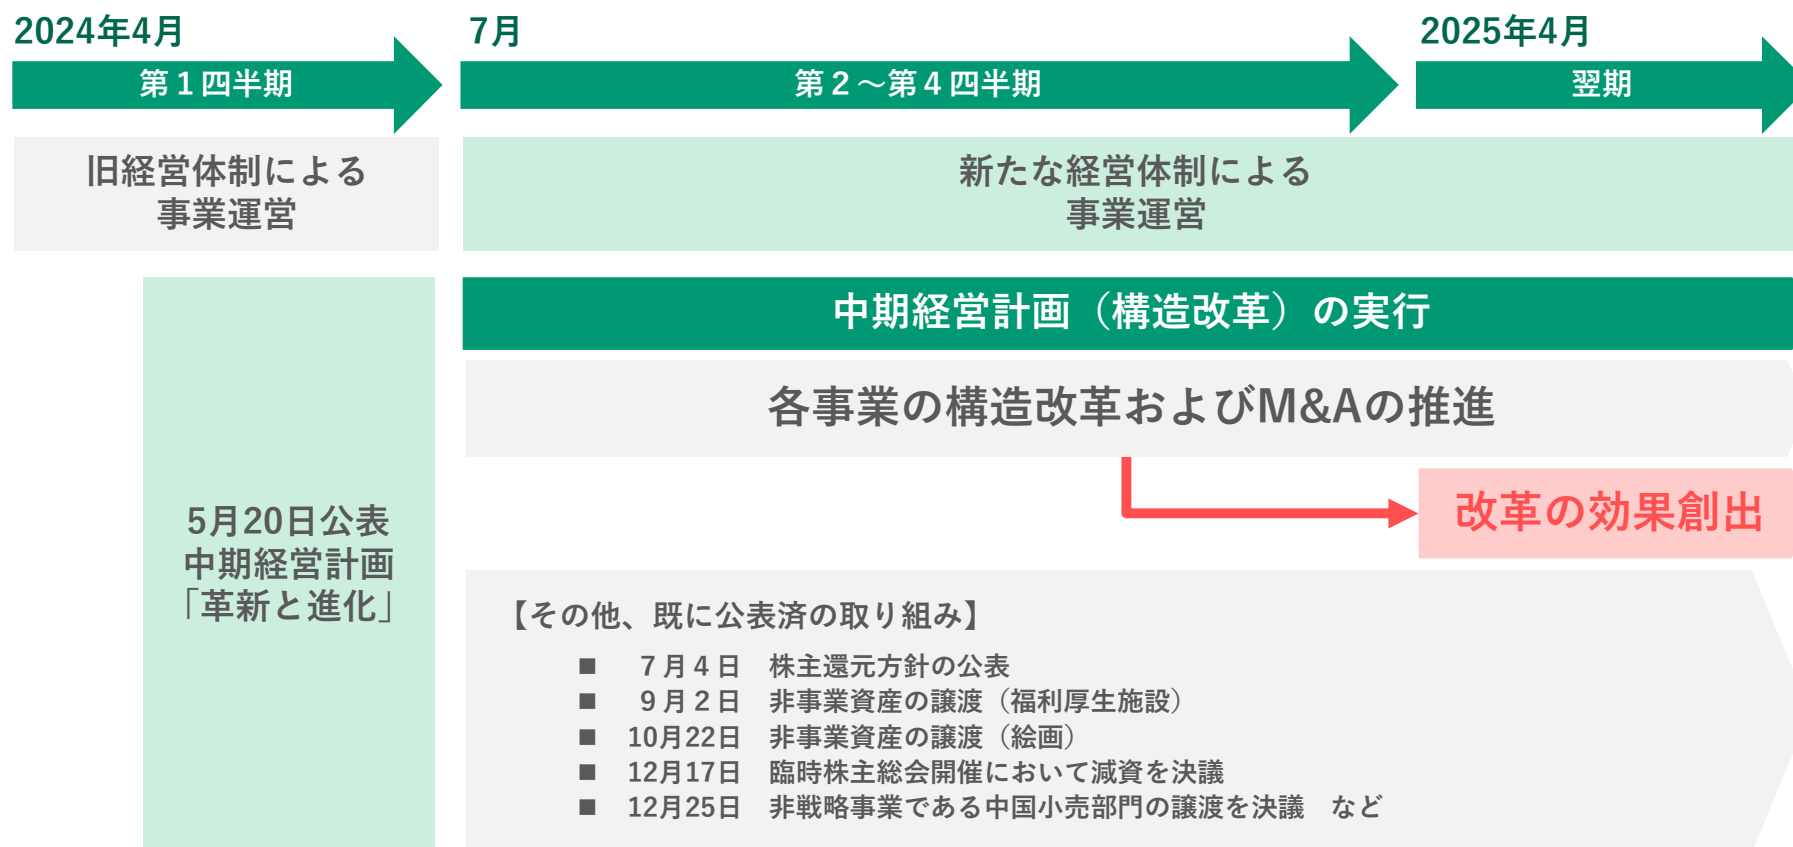 2024年4月
7月
2025年4月
第１四半期
第２～第４四半期
翌期
旧経営体制による
事業運営
新たな経営体制による
事業運営
中期経営計画（構造改革）の実行
各事業の構造改革およびM&Aの推進
改革の効果創出
5月20日公表
中期経営計画
「革新と進化」
【その他、既に公表済の取り組み】
■ ７月４日 株主還元方針の公表
■ ９月２日 非事業資産の譲渡（福利厚生施設）
■ 10月22日 非事業資産の譲渡（絵画）
■ 12月17日 臨時株主総会開催において減資を決議
■ 12月25日 非戦略事業である中国小売部門の譲渡を決議 など